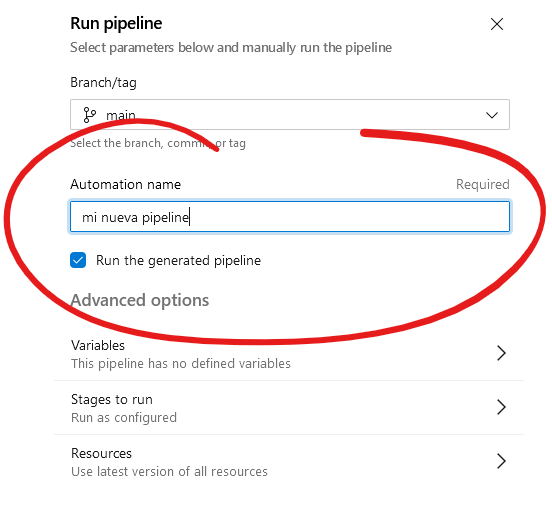 Run pipeline
Select parameters below and manually run the pipeline
Branch/tag
main
Select the branch, commit, or tag
Automation name Required
mi nueva pipeline
Run the generated pipeline
Advanced options
Variables
This pipeline has no defined variables
Stages to run
Run as configured
Resources
Use latest version of all resources